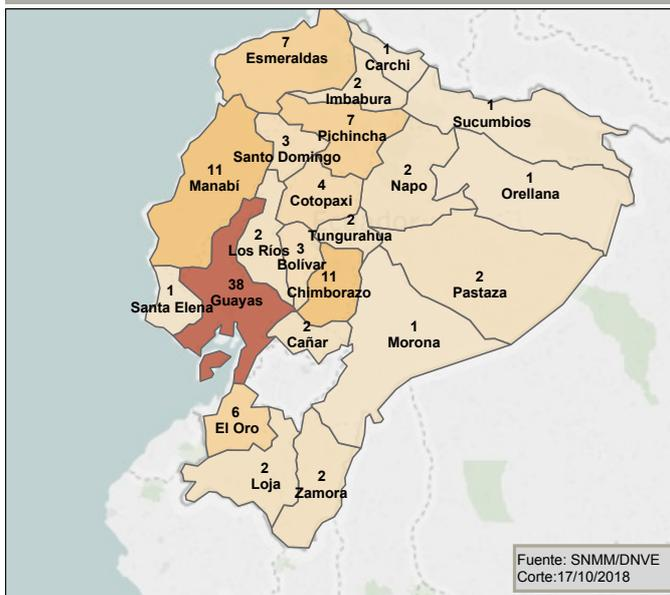 7
Esmeraldas
1
Carchi
2
Imbabura
1
Sucumbios
7
Pichincha
3
Santo Domingo
11
Manabí
2
Napo
1
Orellana
4
Cotopaxi
Ecuador
2
Tungurahua
2
Los Ríos
3
Bolívar
11
Chimborazo
2
Pastaza
38
Guayas
1
Santa Elena
2
Cañar
1
Morona
6
El Oro
2
Loja
2
Zamora
Fuente: SNMM/DNVE
Corte:17/10/2018